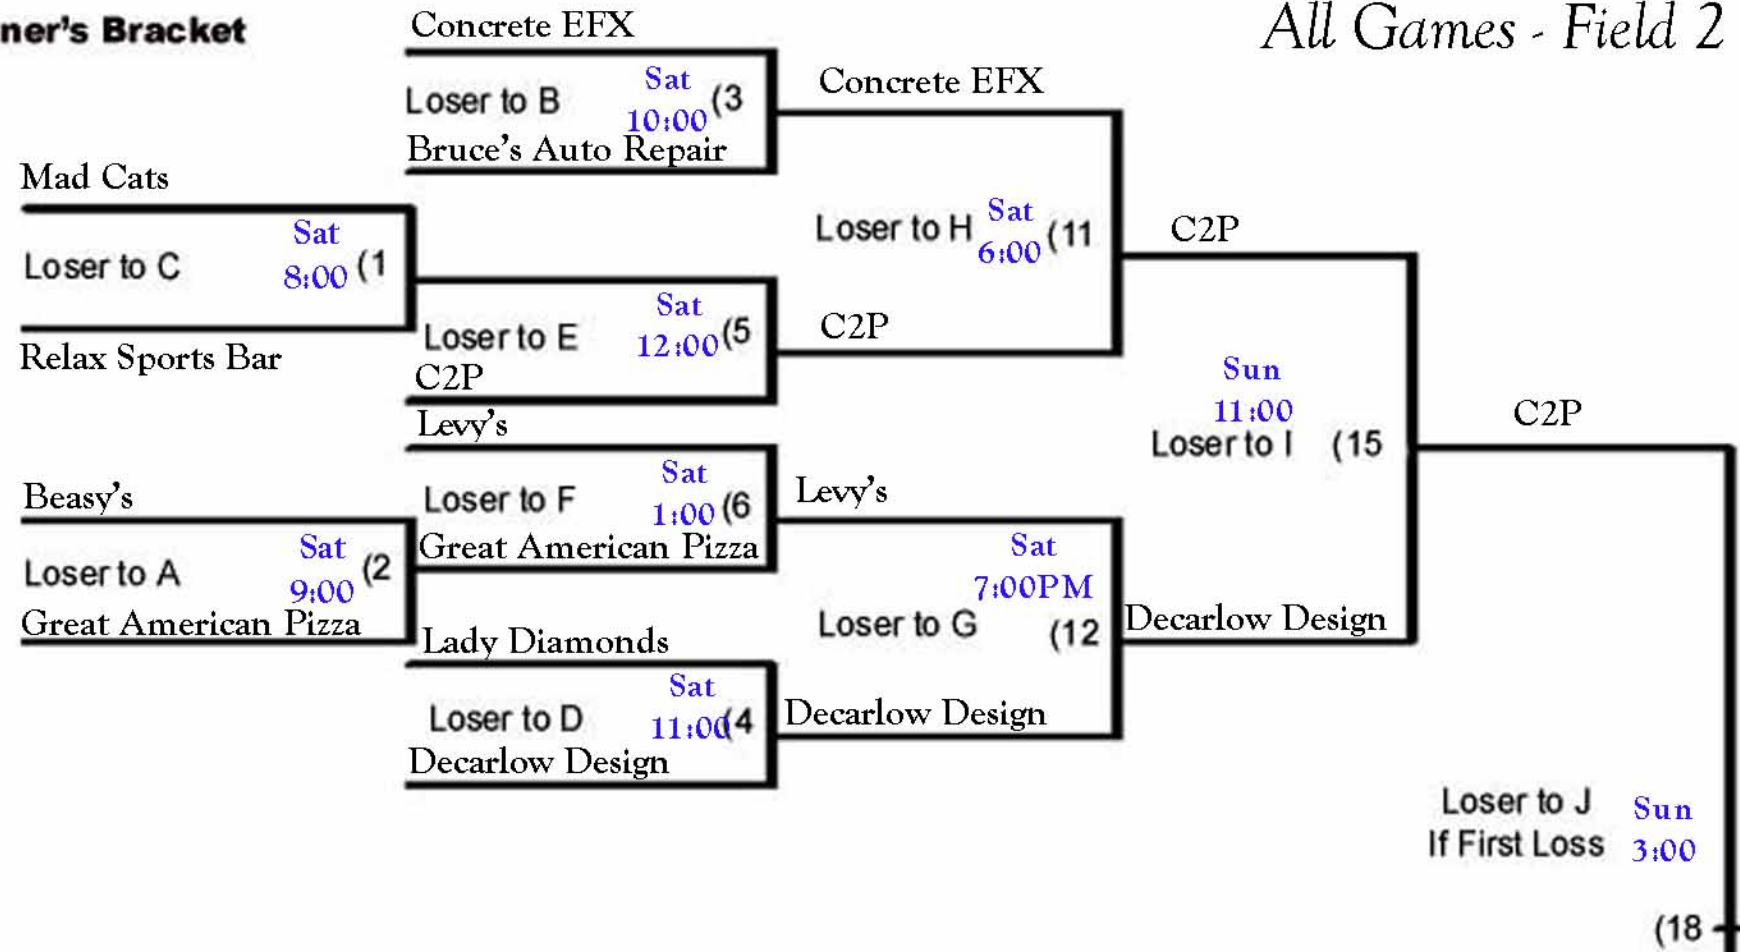 ner's Bracket
All Games - Field 2
Concrete EFX
Sat
Loser to B
10:00
(3
Bruce's Auto Repair
Concrete EFX
Mad Cats
Sat
Loser to C
8:00
(1
Relax Sports Bar
Sat
Loser to E
12:00
(5
C2P
Sat
Loser to H
6:00
(11
C2P
C2P
Levy's
Sat
Loser to F
1:00
(6
Great American Pizza
Levy's
Beasy's
Sat
Loser to A
9:00
(2
Great American Pizza
Sat
7:00PM
Loser to G
(12
Lady Diamonds
Sat
Loser to D
11:00
(4
Decarlow Design
Decarlow Design
Decarlow Design
Sun
11:00
Loser to I
(15
C2P
Loser to J
If First Loss
Sun
3:00
(18